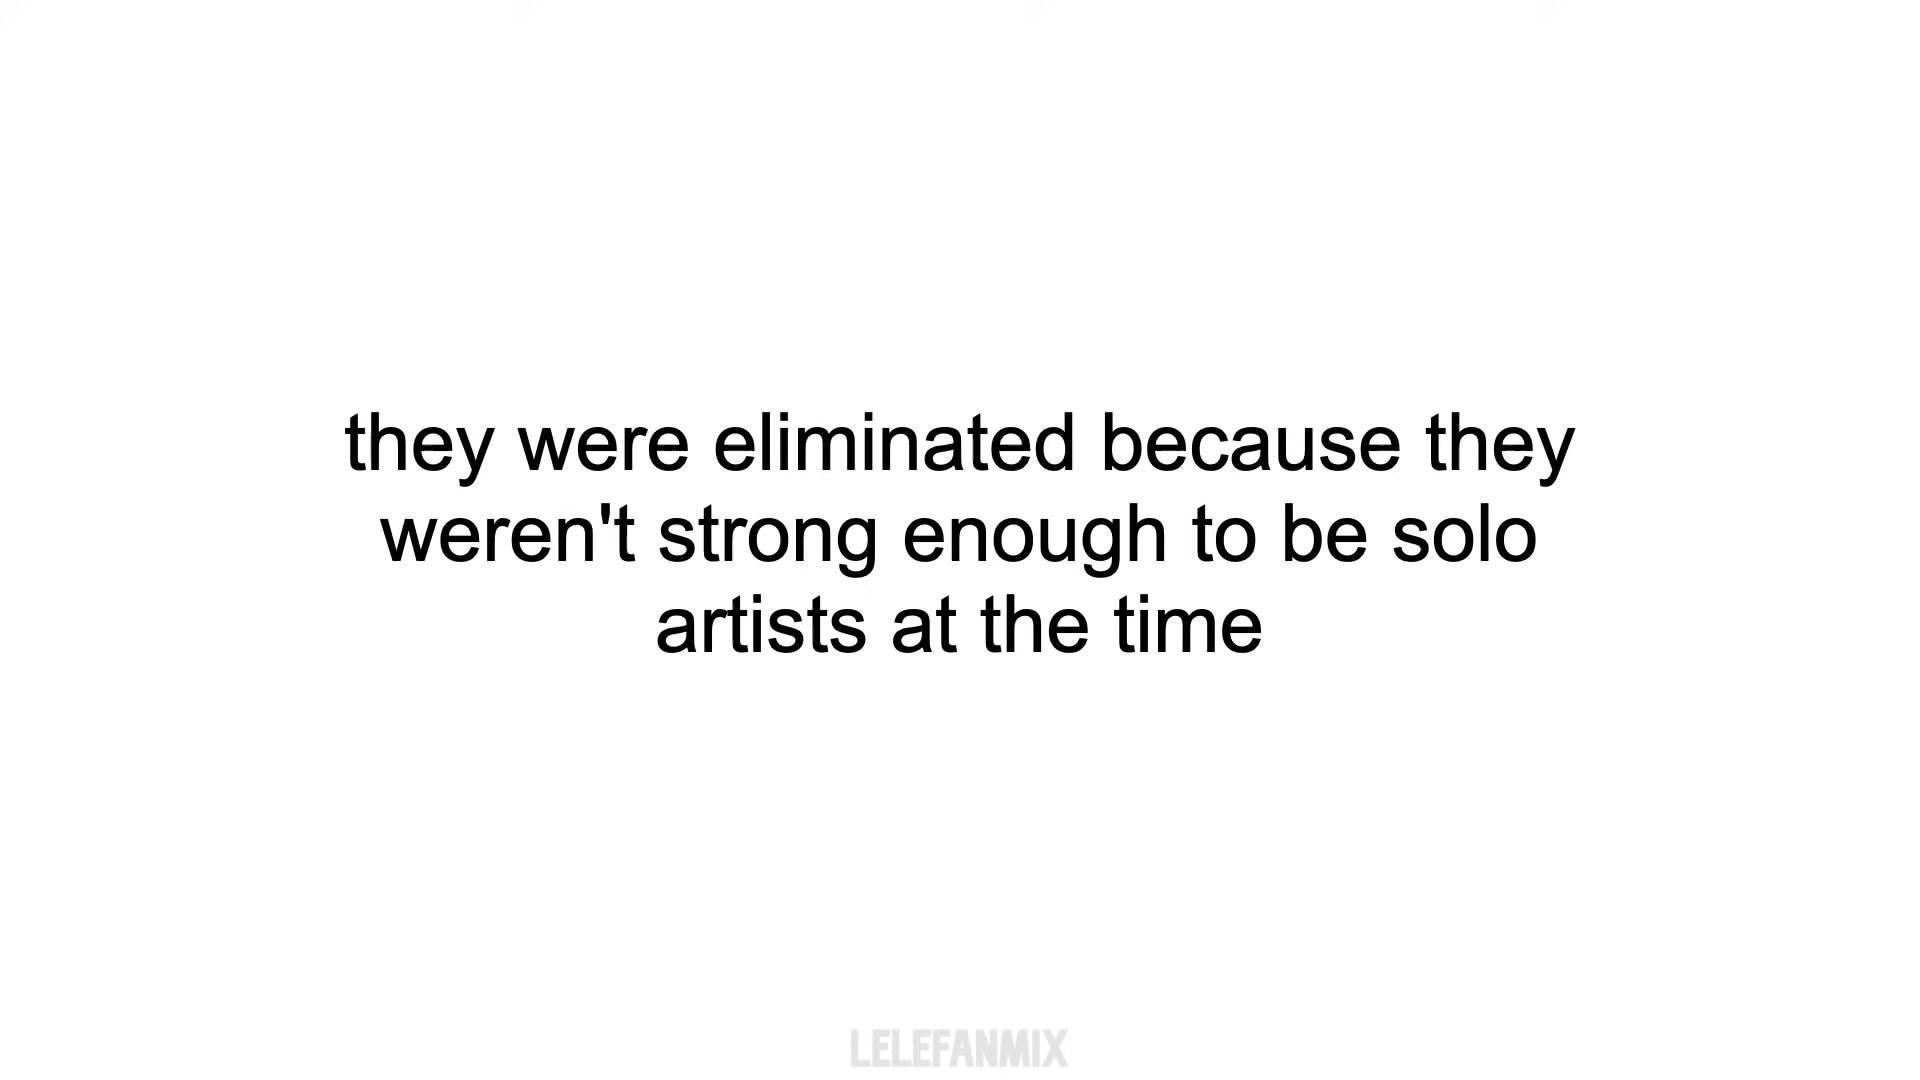 they were eliminated because they
weren't strong enough to be solo
artists at the time
LELEFANMIX